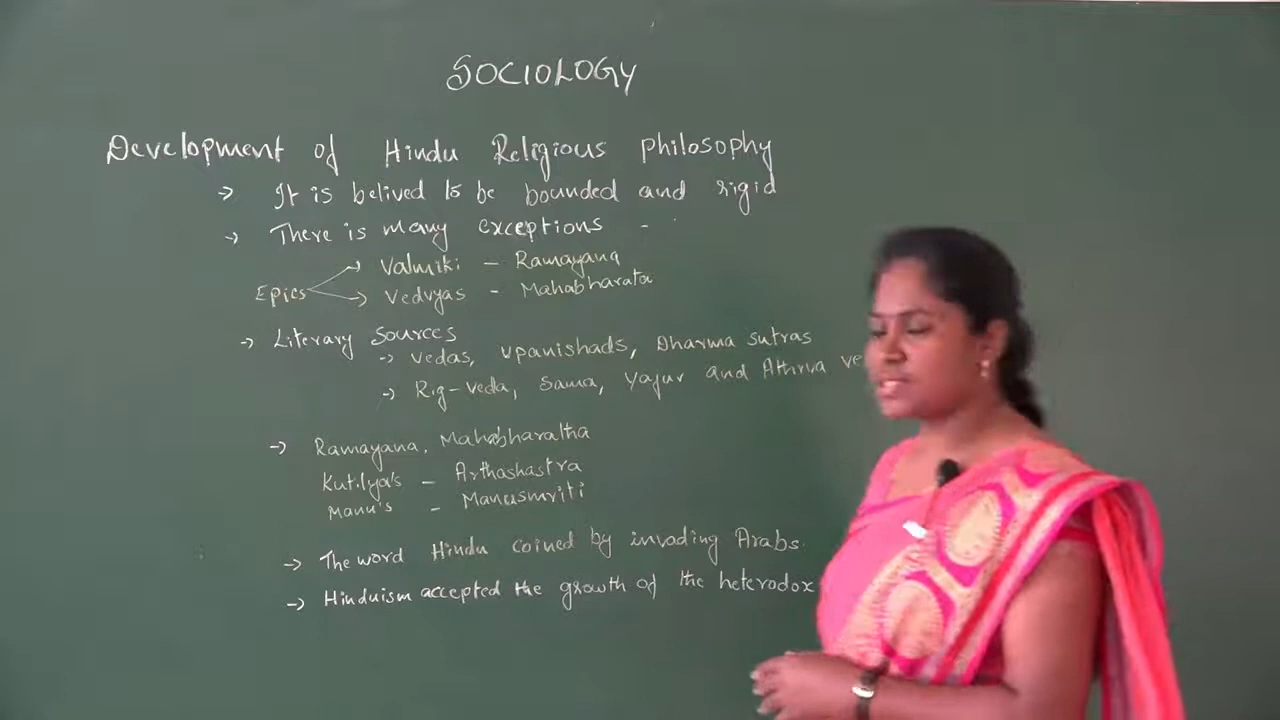 SOCIOLOGY
Development of Hindu Religious philosophy
→ It is belived to be bounded and rigid
→ There is many exceptions -
Epics → Valmiki - Ramayana
→ Vedvyas - Mahabharata
→ Literary Sources
→ Vedas, Upanishads, Dharma sutras
→ Rig-veda, Sama, Yajur and Athrva ve
→ Ramayana, Mahabharatha
Kutilya's - Arthashastra
Manu's - Manusmriti
→ The word Hindu coined by invading Arabs.
→ Hinduism accepted the growth of the heterodox